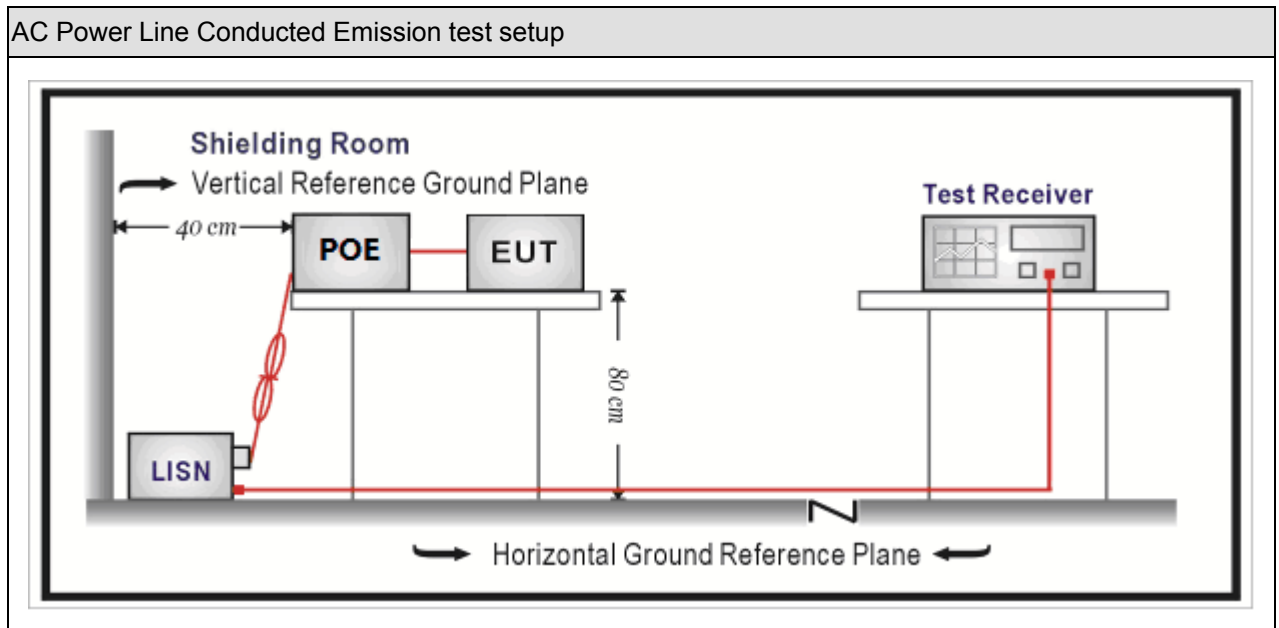 AC Power Line Conducted Emission test setup
Shielding Room
Vertical Reference Ground Plane
40 cm
POE
EUT
Test Receiver
80 cm
LISN
Horizontal Ground Reference Plane